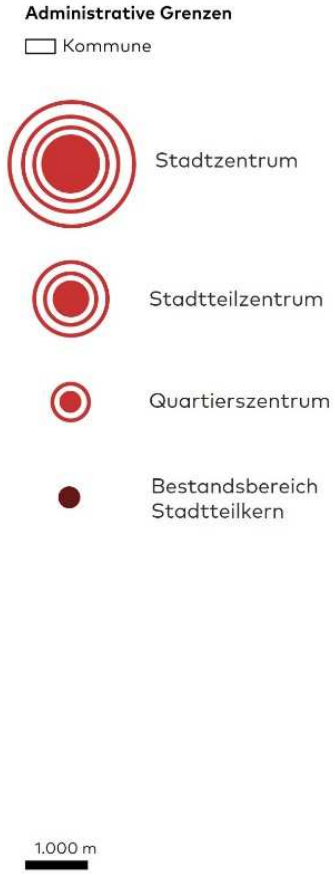 Administrative Grenzen
Kommune
Stadtzentrum
Stadtteilzentrum
Quartierszentrum
Bestandsbereich
Stadtteilkern
1.000 m